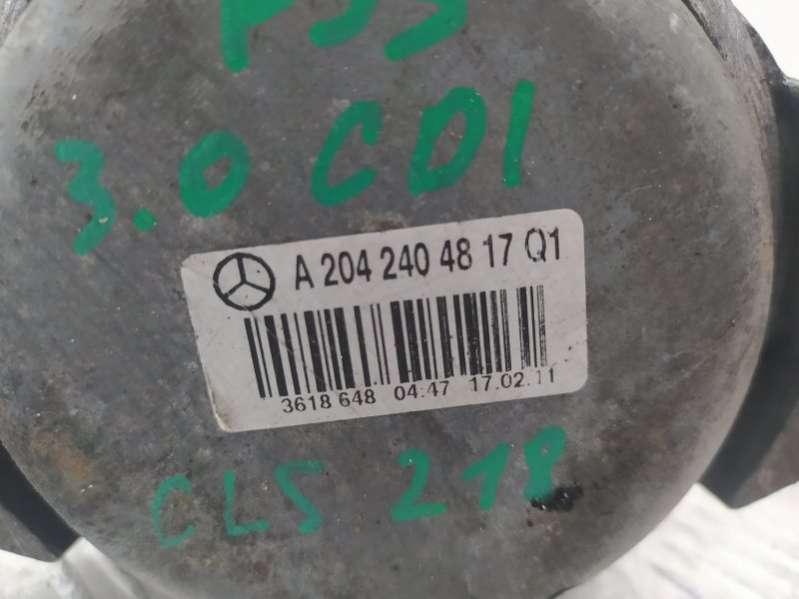 3.0 CDI
A 204 240 48 17 Q1
3618 648 04:47 17.02.11
CLS 218